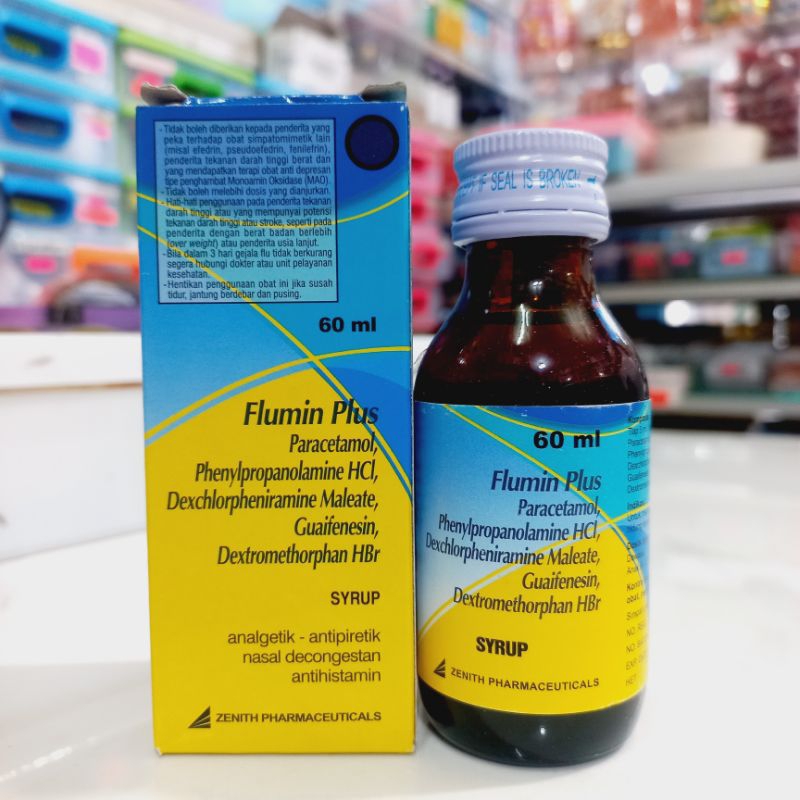 - Tidak boleh diberikan kepada penderita yang
peka terhadap obat simpatomimetik lain
(misal efedrin, pseudoefedrin, fenilefrin),
penderita tekanan darah tinggi berat dan
yang mendapatkan terapi obat anti depresan
tipe penghambat Monoamin Oksidase (MAO).
- Tidak boleh melebihi dosis yang dianjurkan.
- Hati-hati penggunaan pada penderita tekanan
darah tinggi atau yang mempunyai potensi
tekanan darah tinggi atau stroke, seperti pada
penderita dengan berat badan berlebih
(over weight) atau penderita usia lanjut.
- Bila dalam 3 hari gejala flu tidak berkurang
segera hubungi dokter atau unit pelayanan
kesehatan.
- Hentikan penggunaan obat ini jika susah
tidur, jantung berdebar dan pusing.
60 ml
Flumin Plus
Paracetamol,
Phenylpropanolamine HCl,
Dexchlorpheniramine Maleate,
Guaifenesin,
Dextromethorphan HBr
SYRUP
analgetik - antipiretik
nasal decongestan
antihistamin
ZENITH PHARMACEUTICALS
IF SEAL IS BROKEN
60 ml
Flumin Plus
Paracetamol,
Phenylpropanolamine HCl,
Dexchlorpheniramine Maleate,
Guaifenesin,
Dextromethorphan HBr
SYRUP
ZENITH PHARMACEUTICALS